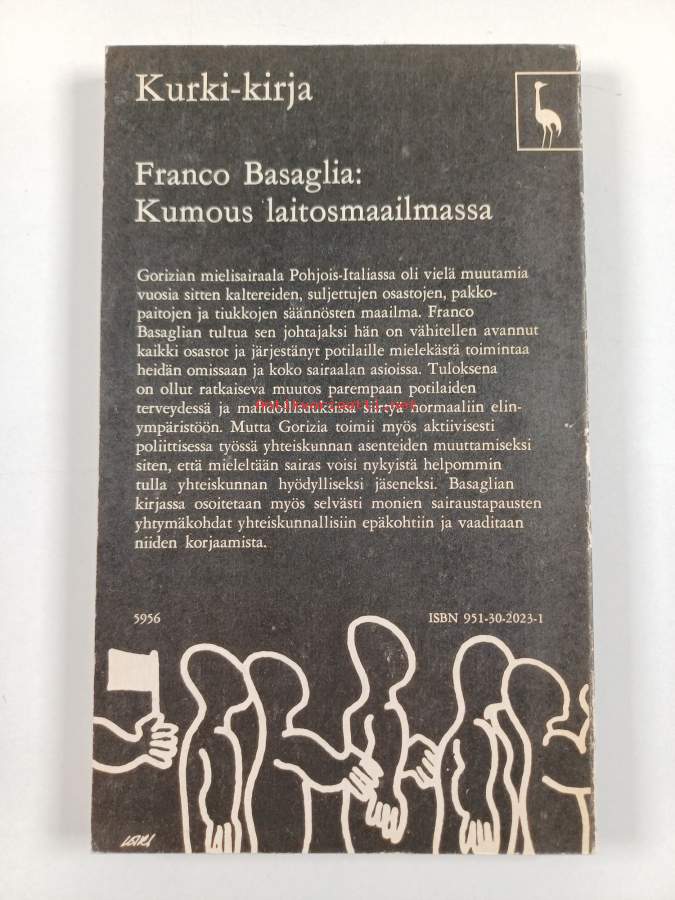 Kurki-kirja
Franco Basaglia:
Kumous laitosmaailmassa
Gorizian mielisairaala Pohjois-Italiassa oli vielä muutamia
vuosia sitten kaltereiden, suljettujen osastojen, pakko-
paitojen ja tiukkojen säännösten maailma. Franco
Basaglian tultua sen johtajaksi hän on vähitellen avannut
kaikki osastot ja järjestänyt potilaille mielekästä toimintaa
heidän omissaan ja koko sairaalan asioissa. Tuloksena
on ollut ratkaiseva muutos parempaan potilaiden
terveydessä ja mahdollisuuksissa siirtyä normaaliin elin-
ympäristöön. Mutta Gorizia toimii myös aktiivisesti
poliittisessa työssä yhteiskunnan asenteiden muuttamiseksi
siten, että mieleltään sairas voisi nykyistä helpommin
tulla yhteiskunnan hyödylliseksi jäseneksi. Basaglian
kirjassa osoitetaan myös selvästi monien sairaustapausten
yhtymäkohdat yhteiskunnallisiin epäkohtiin ja vaaditaan
niiden korjaamista.
5956 ISBN 951-30-2023-1